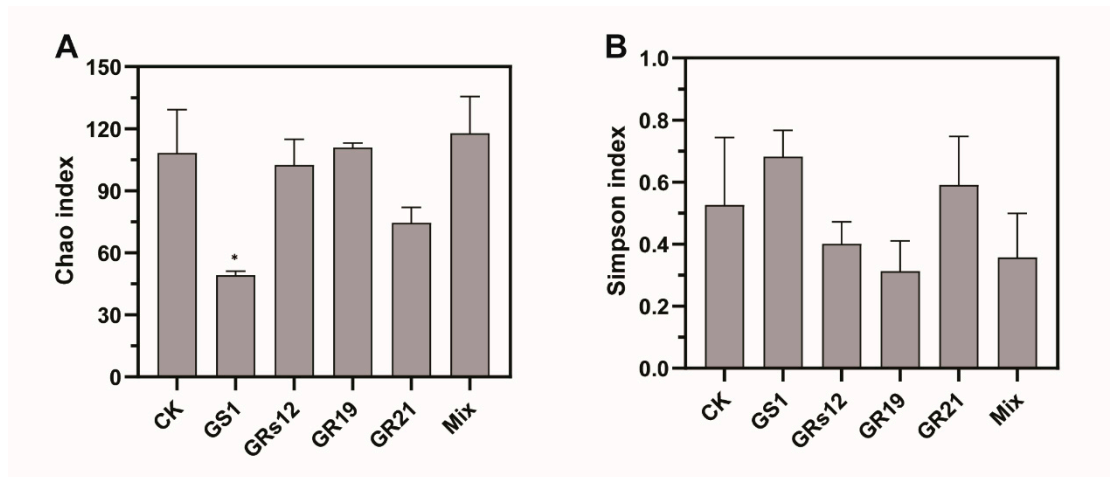 A
Chao index
150
120
90
60
30
0
*
CK
GS1
GRs12
GR19
GR21
Mix
B
Simpson index
1.0
0.8
0.6
0.4
0.2
0.0
CK
GS1
GRs12
GR19
GR21
Mix